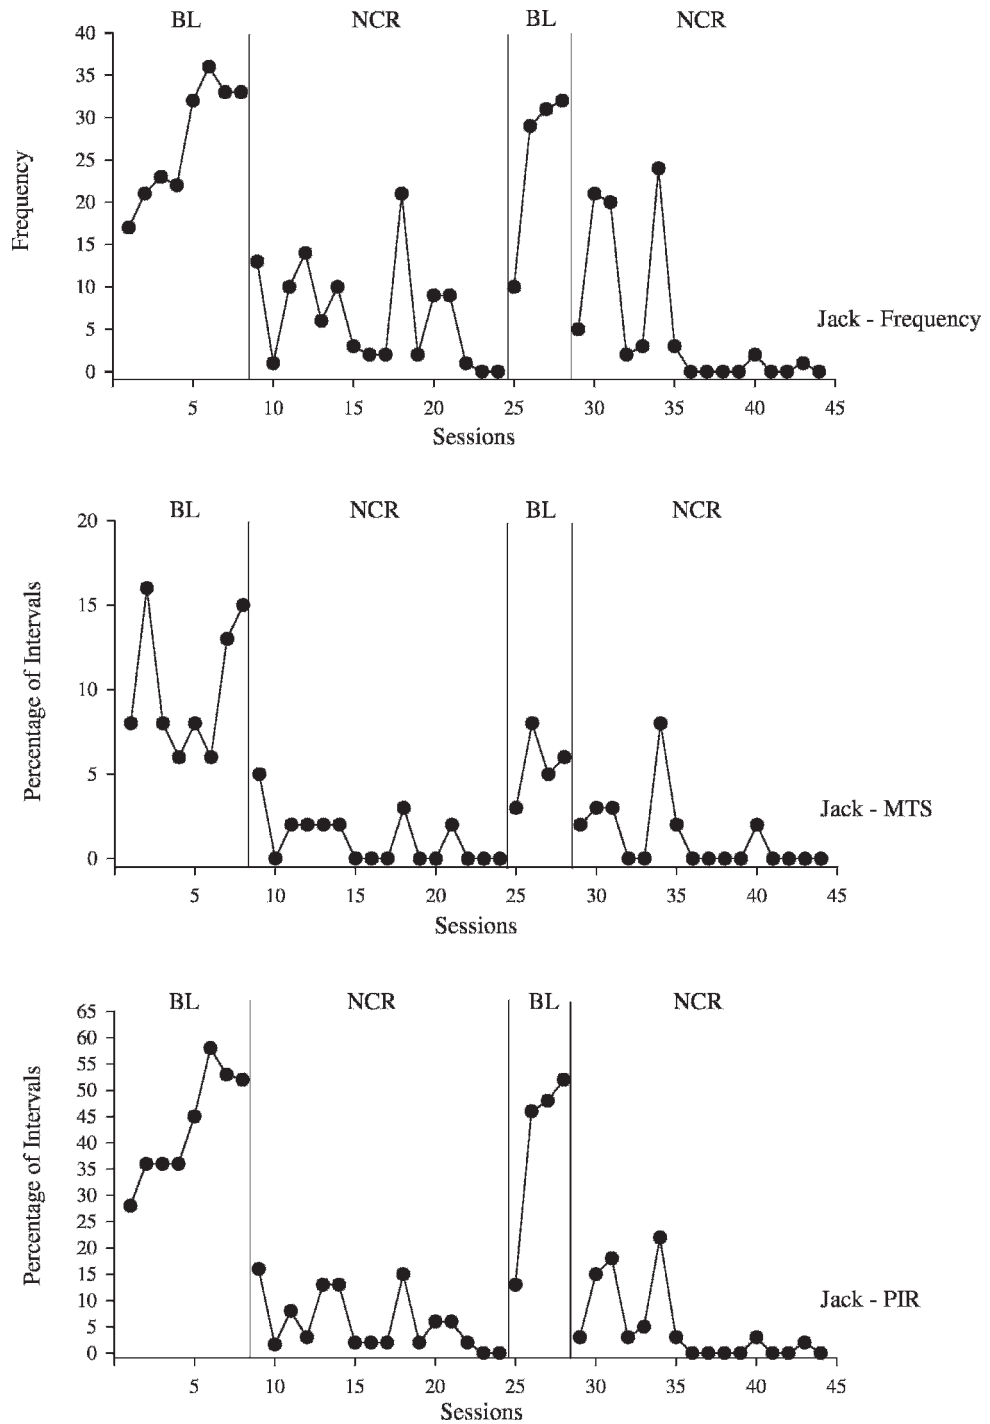 BL NCR BL NCR
40
35
30
25
20
15
10
5
0
Frequency
Jack - Frequency
5 10 15 20 25 30 35 40 45
Sessions
BL NCR BL NCR
20
15
10
5
0
Percentage of Intervals
Jack - MTS
5 10 15 20 25 30 35 40 45
Sessions
BL NCR BL NCR
65
60
55
50
45
40
35
30
25
20
15
10
5
0
Percentage of Intervals
Jack - PIR
5 10 15 20 25 30 35 40 45
Sessions